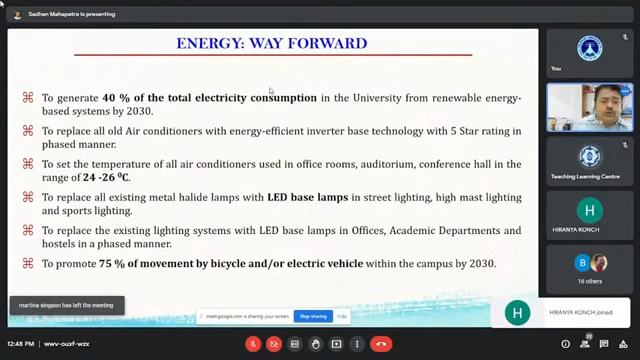 Sadhan Mahapatra is presenting
ENERGY: WAY FORWARD
To generate 40 % of the total electricity consumption in the University from renewable energy-
based systems by 2030.
To replace all old Air conditioners with energy-efficient inverter base technology with 5 Star rating in
phased manner.
To set the temperature of all air conditioners used in office rooms, auditorium, conference hall in the
range of 24 -26 ⁰C.
To replace all existing metal halide lamps with LED base lamps in street lighting, high mast lighting
and sports lighting.
To replace the existing lighting systems with LED base lamps in Offices, Academic Departments and
hostels in a phased manner.
To promote 75 % of movement by bicycle and/or electric vehicle within the campus by 2030.
You
Teaching Learning Centre
H
HIRANYA KONCH
B
16 others
martina singson has left the meeting
meet.google.com is sharing your screen.
Stop sharing
Hide
H
HIRANYA KONCH joined
12:48 PM | wwv-ouxf-wzx